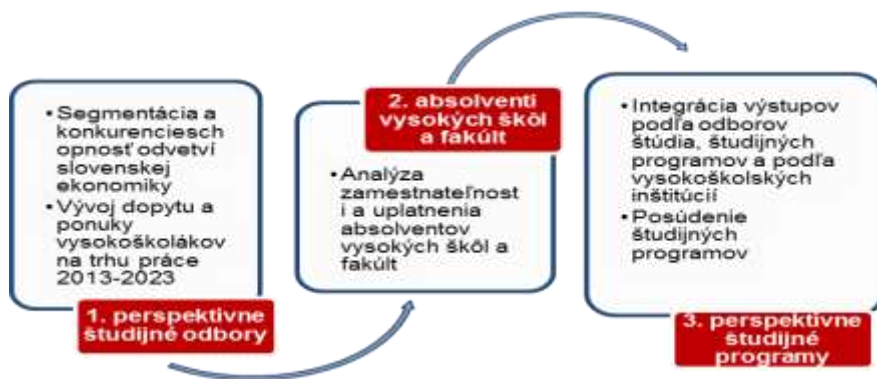 •Segmentácia a
konkurenciesch
opnosť odvetví
slovenskej
ekonomiky
•Vývoj dopytu a
ponuky
vysokoškolákov
na trhu práce
2013-2023
1. perspektívne
študijné odbory
2. absolventi
vysokých škôl
a fakúlt
•Analýza
zamestnateľnost
i a uplatnenia
absolventov
vysokých škôl a
fakúlt
•Integrácia výstupov
podľa odborov
štúdia, študijných
programov a podľa
vysokoškolských
inštitúcií
•Posúdenie
študijných
programov
3. perspektívne
študijné
programy